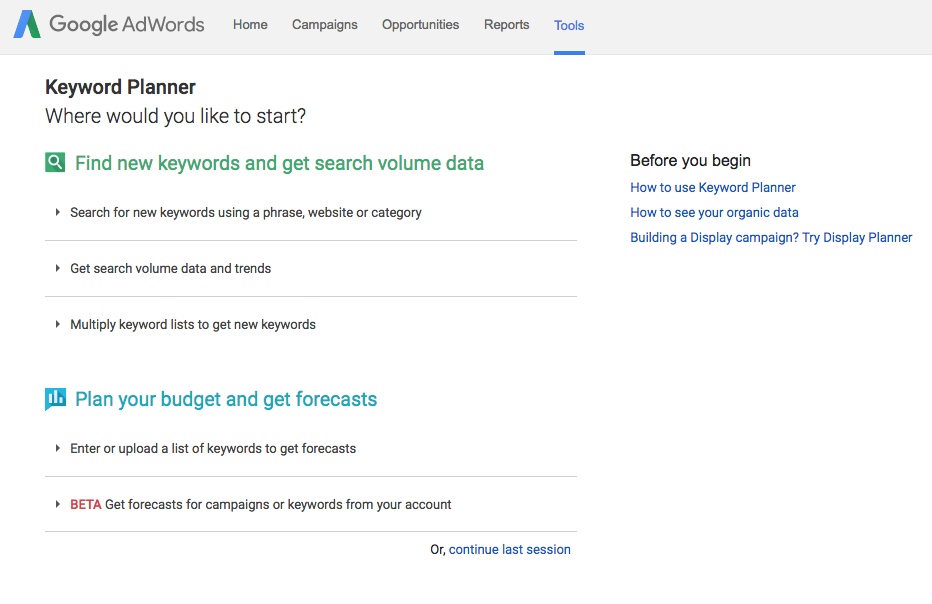 Google AdWords Home Campaigns Opportunities Reports Tools
Keyword Planner
Where would you like to start?
Find new keywords and get search volume data
Search for new keywords using a phrase, website or category
Get search volume data and trends
Multiply keyword lists to get new keywords
Plan your budget and get forecasts
Enter or upload a list of keywords to get forecasts
BETA Get forecasts for campaigns or keywords from your account
Or, continue last session
Before you begin
How to use Keyword Planner
How to see your organic data
Building a Display campaign? Try Display Planner